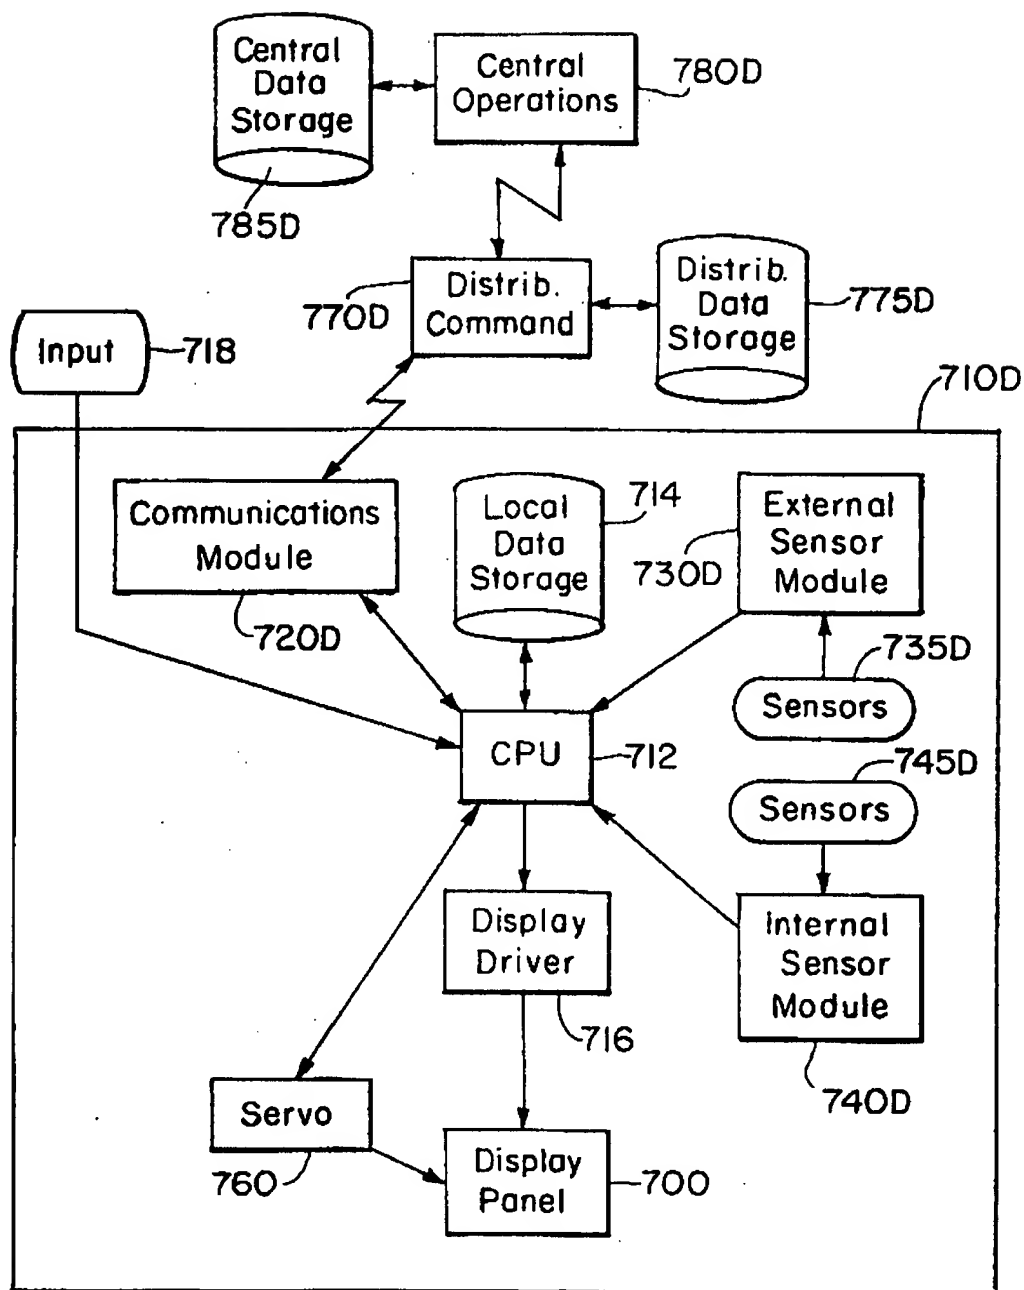 Central
Data
Storage
785D
Central
Operations
780D
Distrib.
Command
770D
Distrib.
Data
Storage
775D
Input
718
710D
Communications
Module
720D
Local
Data
Storage
714
External
Sensor
Module
730D
735D
Sensors
CPU
712
745D
Sensors
Display
Driver
716
Internal
Sensor
Module
740D
Servo
760
Display
Panel
700